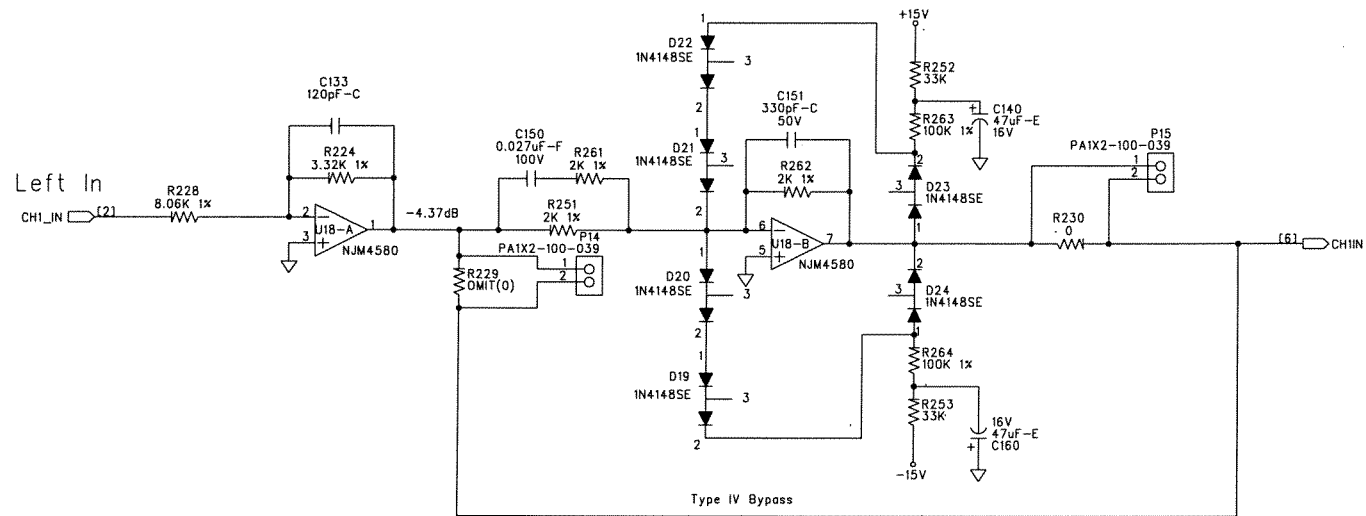 +15V
1
D22
1N4148SE
3
2
R252
33K
C133
120pF-C
C151
330pF-C
50V
+
C140
47uF-E
16V
R263
100K 1%
P15
PA1X2-100-039
1
2
C150
0.027uF-F
100V
R261
2K 1%
1
D21
1N4148SE
3
2
R224
3.32K 1%
R262
2K 1%
2
D23
3
1N4148SE
1
Left In
CH1_IN
[2]
R228
8.06K 1%
2
3
1
U18-A
NJM4580
-4.37dB
R251
2K 1%
6
5
7
U18-B
NJM4580
R230
0
[6]
CH1IN
P14
PA1X2-100-039
1
2
R229
OMIT(0)
1
D20
1N4148SE
3
2
2
D24
3
1N4148SE
1
R264
100K 1%
1
D19
1N4148SE
3
2
R253
33K
16V
47uF-E
+
C160
-15V
Type IV Bypass